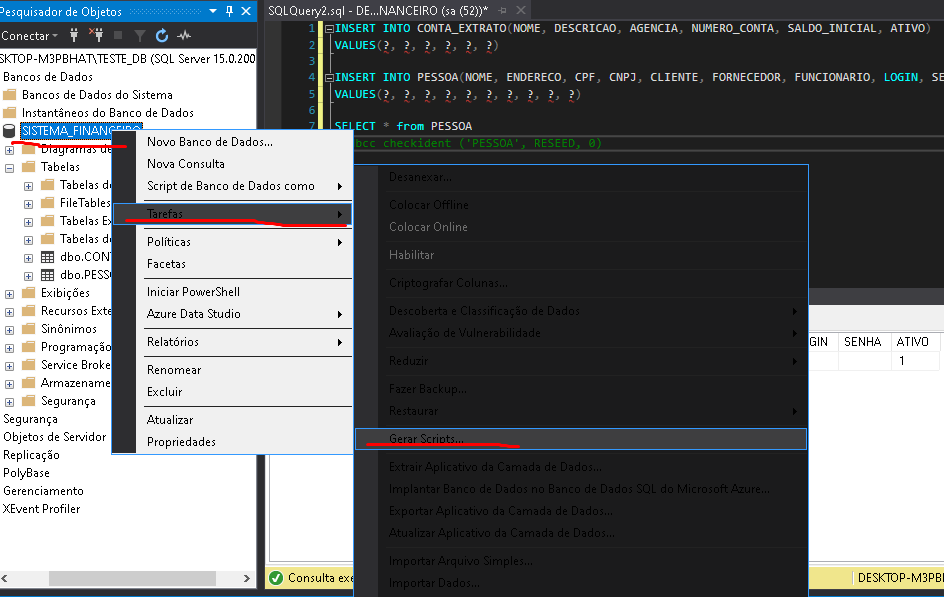 Pesquisador de Objetos
SQLQuery2.sql - DE...NANCEIRO (sa (52))*
Conectar
SKTOP-M3PBHAT\TESTE_DB (SQL Server 15.0.200
Bancos de Dados
Bancos de Dados do Sistema
Instantâneos do Banco de Dados
SISTEMA_FINANCEIRO
Diagramas de
Tabelas
Tabelas d
FileTables
Tabelas Ex
Tabelas d
dbo.CON
dbo.PESS
Exibições
Recursos Exte
Sinônimos
Programação
Service Broke
Armazename
Segurança
Segurança
Objetos de Servidor
Replicação
PolyBase
Gerenciamento
XEvent Profiler
1 INSERT INTO CONTA_EXTRATO(NOME, DESCRICAO, AGENCIA, NUMERO_CONTA, SALDO_INICIAL, ATIVO)
2 VALUES(?, ?, ?, ?, ?, ?)
3
4 INSERT INTO PESSOA(NOME, ENDERECO, CPF, CNPJ, CLIENTE, FORNECEDOR, FUNCIONARIO, LOGIN, SE
5 VALUES(?, ?, ?, ?, ?, ?, ?, ?, ?, ?)
6
7 SELECT * from PESSOA
dbcc checkident ('PESSOA', RESEED, 0)
Novo Banco de Dados...
Nova Consulta
Script de Banco de Dados como
Tarefas
Políticas
Facetas
Iniciar PowerShell
Azure Data Studio
Relatórios
Renomear
Excluir
Atualizar
Propriedades
Desanexar...
Colocar Offline
Colocar Online
Habilitar
Criptografar Colunas...
Descoberta e Classificação de Dados
Avaliação de Vulnerabilidade
Reduzir
Fazer Backup...
Restaurar
Gerar Scripts...
Extrair Aplicativo da Camada de Dados...
Implantar Banco de Dados no Banco de Dados SQL do Microsoft Azure...
Exportar Aplicativo da Camada de Dados...
Atualizar Aplicativo da Camada de Dados...
Importar Arquivo Simples...
Importar Dados...
GIN SENHA ATIVO
1
Consulta exe
DESKTOP-M3PBH